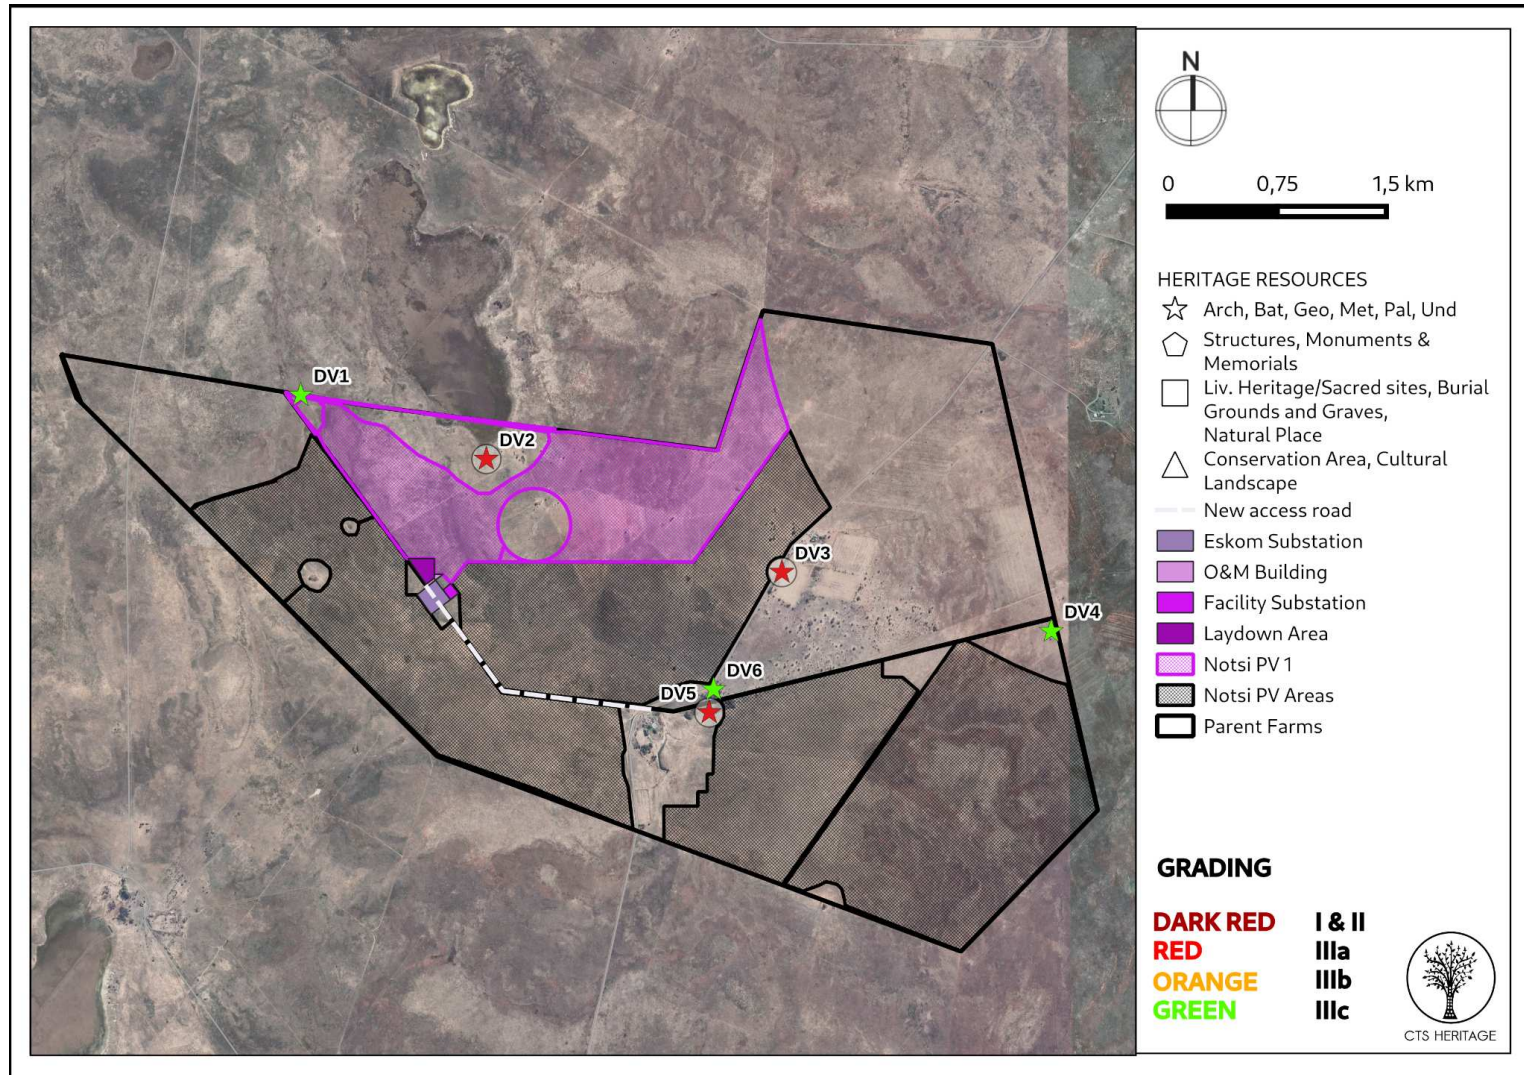 N
0 0,75 1,5 km
HERITAGE RESOURCES
Arch, Bat, Geo, Met, Pal, Und
Structures, Monuments &
Memorials
Liv. Heritage/Sacred sites, Burial
Grounds and Graves,
Natural Place
Conservation Area, Cultural
Landscape
New access road
Eskom Substation
O&M Building
Facility Substation
Laydown Area
Notsi PV 1
Notsi PV Areas
Parent Farms
GRADING
DARK RED I & II
RED IIIa
ORANGE IIIb
GREEN IIIc
CTS HERITAGE
DV1
DV2
DV3
DV4
DV6
DV5